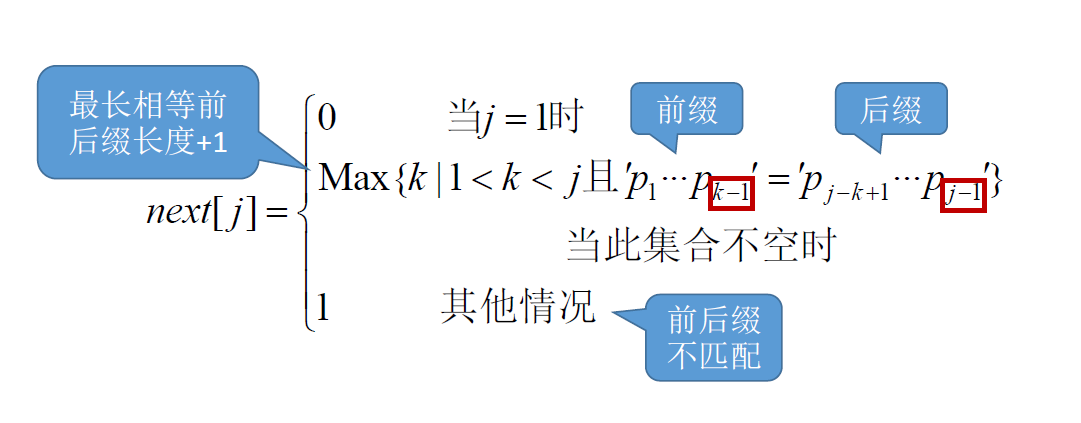 最长相等前
后缀长度+1
前缀
后缀
0 当j = 1时
Max{k | 1 < k < j且'p₁⋯pₖ₋₁' = 'pⱼ₋ₖ₊₁⋯pⱼ₋₁'}
next[j] =
当此集合不空时
1 其他情况
前后缀
不匹配